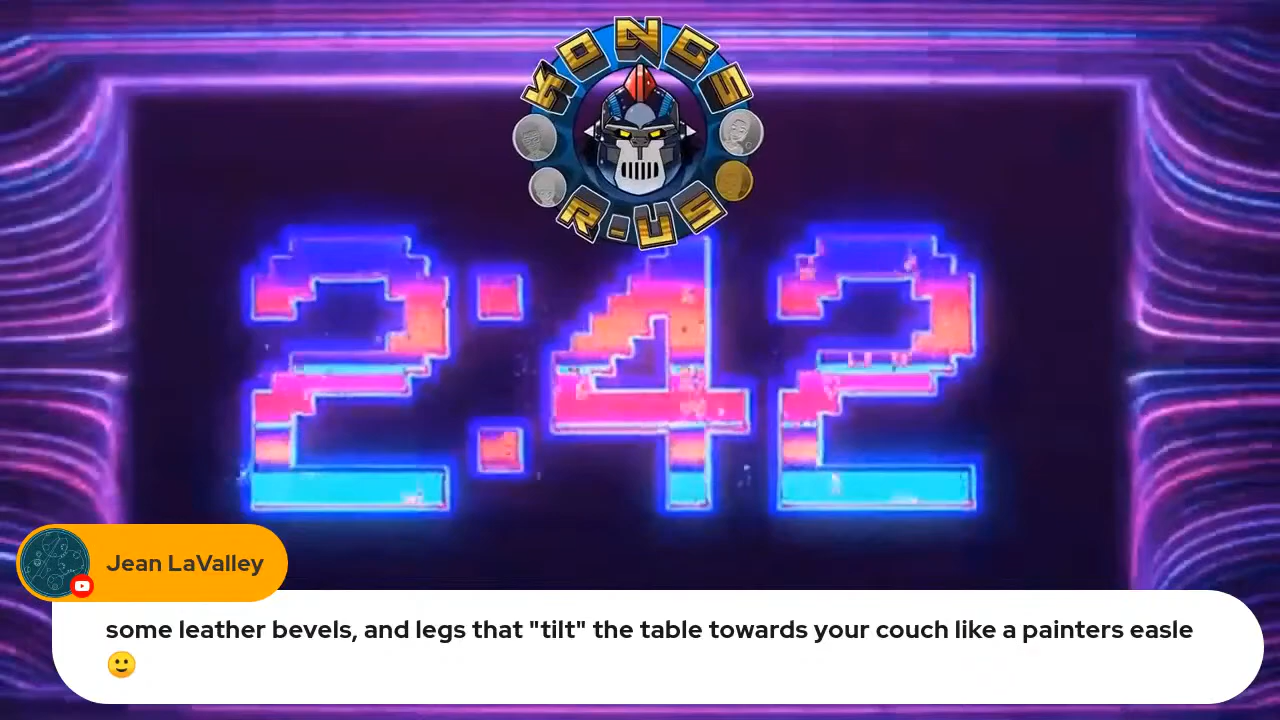 KONGS
R-US
2:42
Jean LaValley
some leather bevels, and legs that "tilt" the table towards your couch like a painters easle
🙂